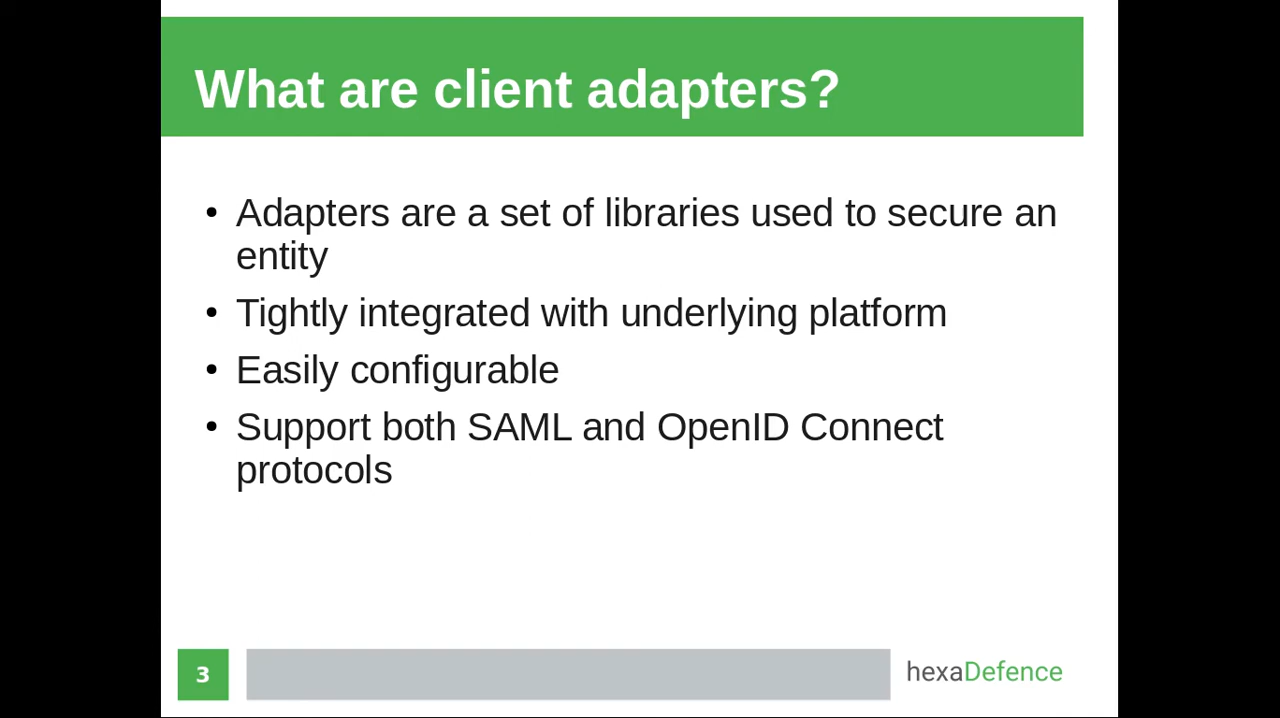 What are client adapters?
• Adapters are a set of libraries used to secure an
entity
• Tightly integrated with underlying platform
• Easily configurable
• Support both SAML and OpenID Connect
protocols
3
hexaDefence